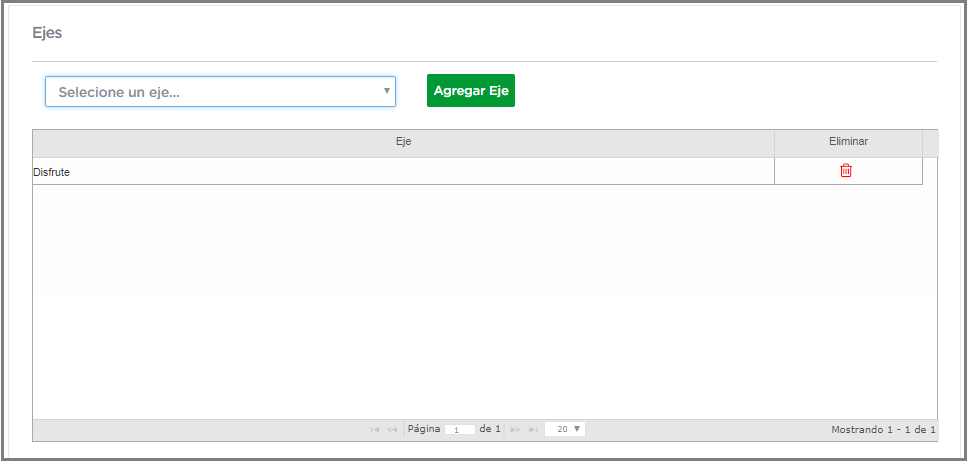 Ejes
Selecione un eje...
Agregar Eje
Eje Eliminar
Disfrute
Página 1 de 1 20 Mostrando 1 - 1 de 1